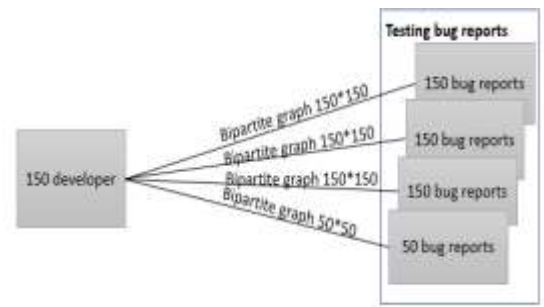 Testing bug reports
150 bug reports
Bipartite graph 150*150
150 bug reports
Bipartite graph 150*150
150 developer
Bipartite graph 150*150
150 bug reports
Bipartite graph 50*50
50 bug reports